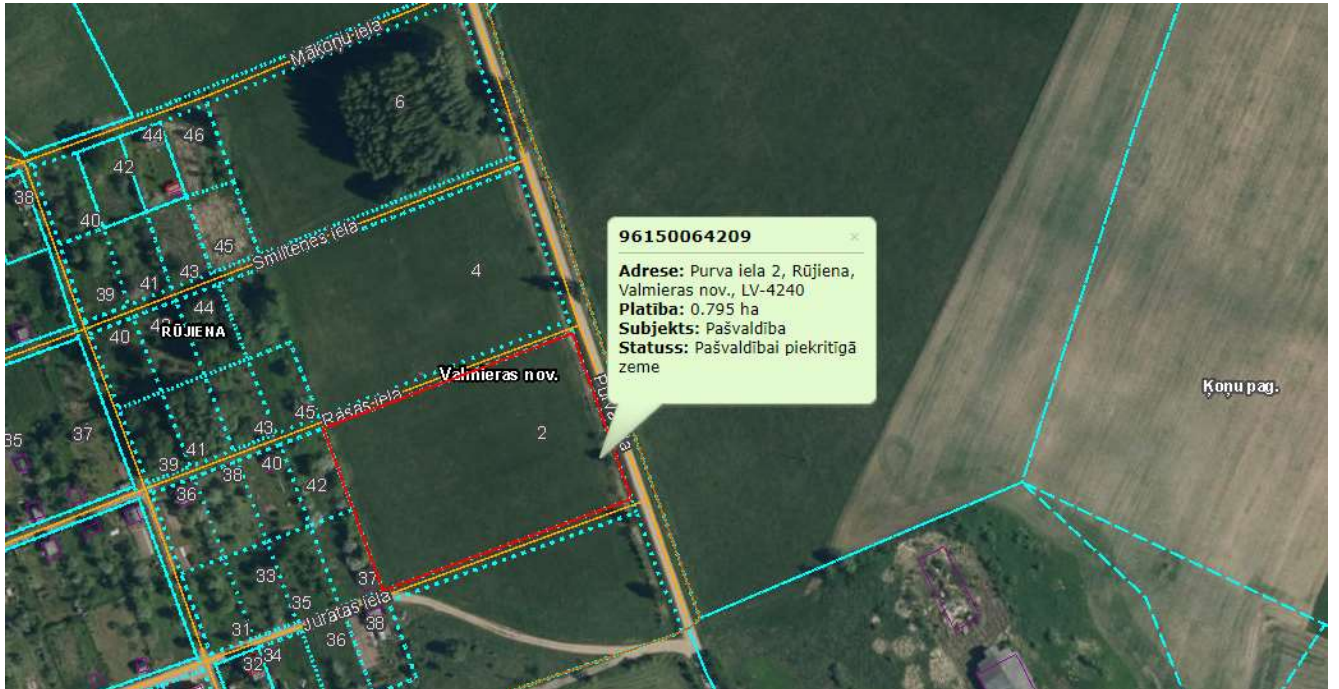 Mākoņu iela
6
44
46
42
38
40
45
Smiltenes iela
43
41
39
4
44
40
RŪJIENA
96150064209
×
Adrese: Purva iela 2, Rūjiena,
Valmieras nov., LV-4240
Platība: 0.795 ha
Subjekts: Pašvaldība
Statuss: Pašvaldībai piekritīgā
zeme
Valmieras nov.
Ķoņu pag.
Rasas iela
45
43
41
39
35
37
2
40
38
42
36
33
37
35
Jūratas iela
38
36
31
34
32